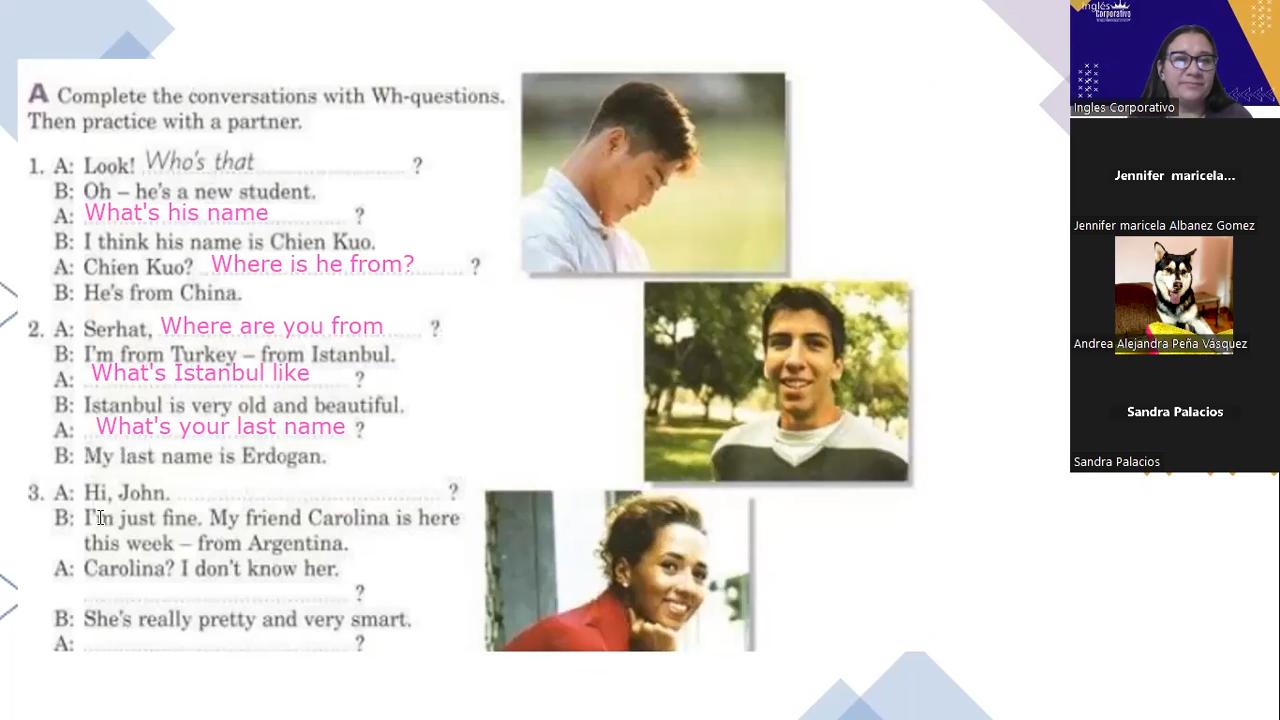 A Complete the conversations with Wh-questions.
Then practice with a partner.
1. A: Look! Who's that ?
B: Oh – he's a new student.
A: What's his name ?
B: I think his name is Chien Kuo.
A: Chien Kuo? Where is he from? ?
B: He's from China.
2. A: Serhat, Where are you from ?
B: I'm from Turkey – from Istanbul.
A: What's Istanbul like ?
B: Istanbul is very old and beautiful.
A: What's your last name ?
B: My last name is Erdogan.
3. A: Hi, John. ?
B: I'm just fine. My friend Carolina is here
this week – from Argentina.
A: Carolina? I don't know her.
?
B: She's really pretty and very smart.
A: ?
Inglés
corporativo
Ingles Corporativo
Jennifer maricela...
Jennifer maricela Albanez Gomez
Andrea Alejandra Peña Vásquez
Sandra Palacios
Sandra Palacios